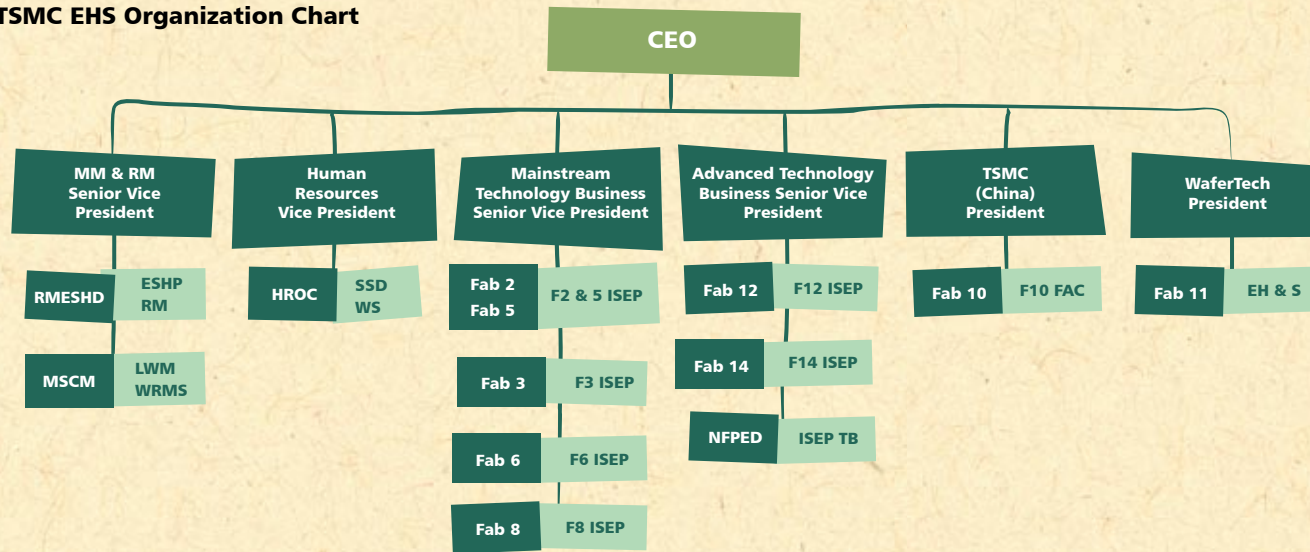 TSMC EHS Organization Chart
CEO
MM & RM
Senior Vice
President
Human
Resources
Vice President
Mainstream
Technology Business
Senior Vice President
Advanced Technology
Business Senior Vice
President
TSMC
(China)
President
WaferTech
President
RMESHD
ESHP
RM
MSCM
LWM
WRMS
HROC
SSD
WS
Fab 2
Fab 5
F2 & 5 ISEP
Fab 3
F3 ISEP
Fab 6
F6 ISEP
Fab 8
F8 ISEP
Fab 12
F12 ISEP
Fab 14
F14 ISEP
NFPED
ISEP TB
Fab 10
F10 FAC
Fab 11
EH & S